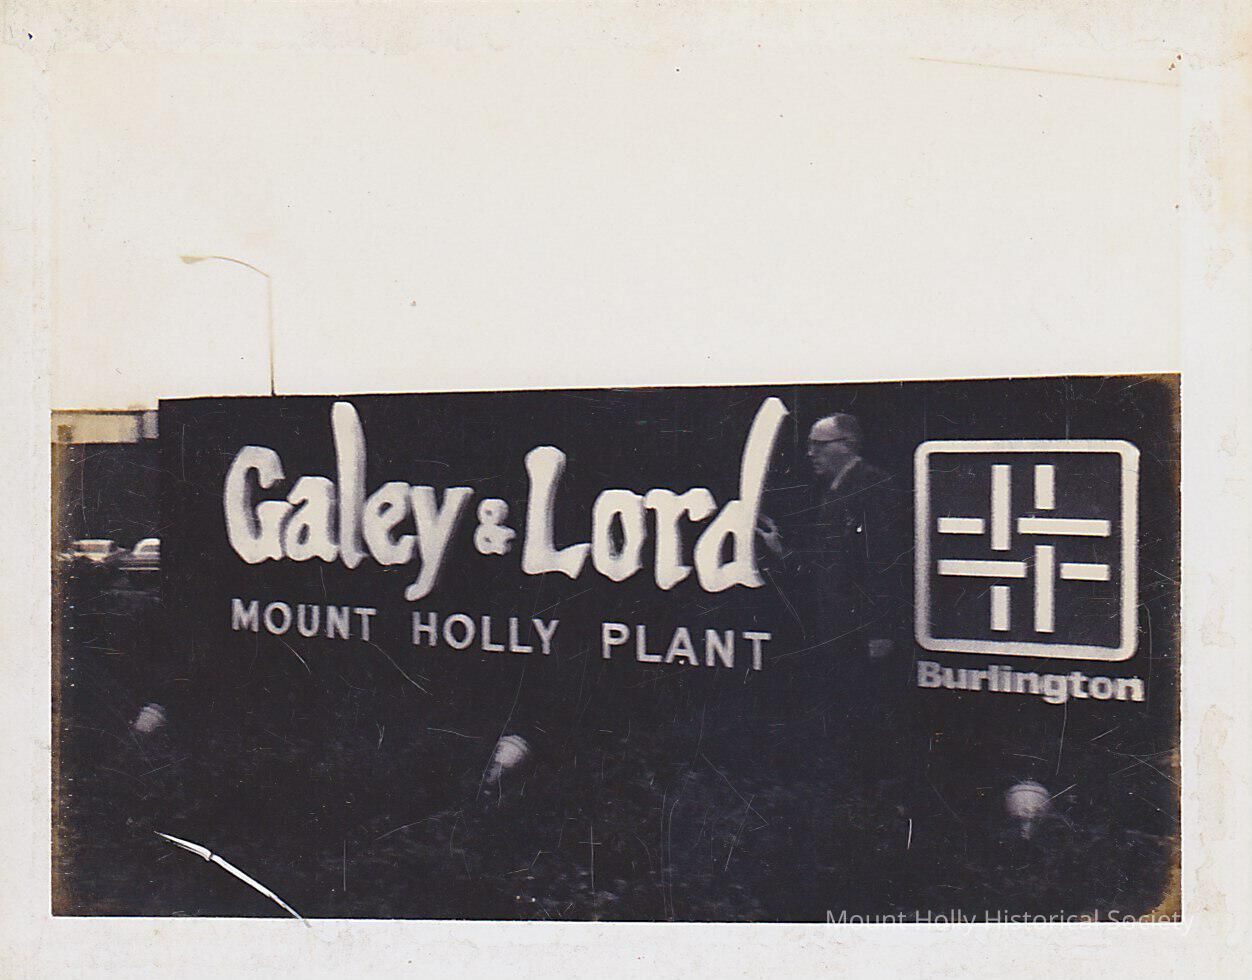 Galey & Lord
MOUNT HOLLY PLANT
Burlington
Mount Holly Historical Society